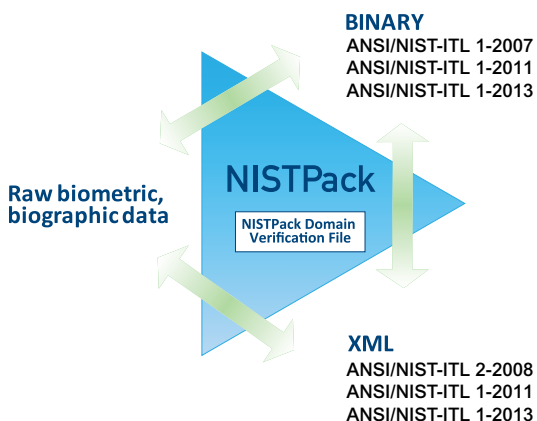 BINARY
ANSI/NIST-ITL 1-2007
ANSI/NIST-ITL 1-2011
ANSI/NIST-ITL 1-2013
NISTPack
Raw biometric,
biographic data
NISTPack Domain
Verification File
XML
ANSI/NIST-ITL 2-2008
ANSI/NIST-ITL 1-2011
ANSI/NIST-ITL 1-2013